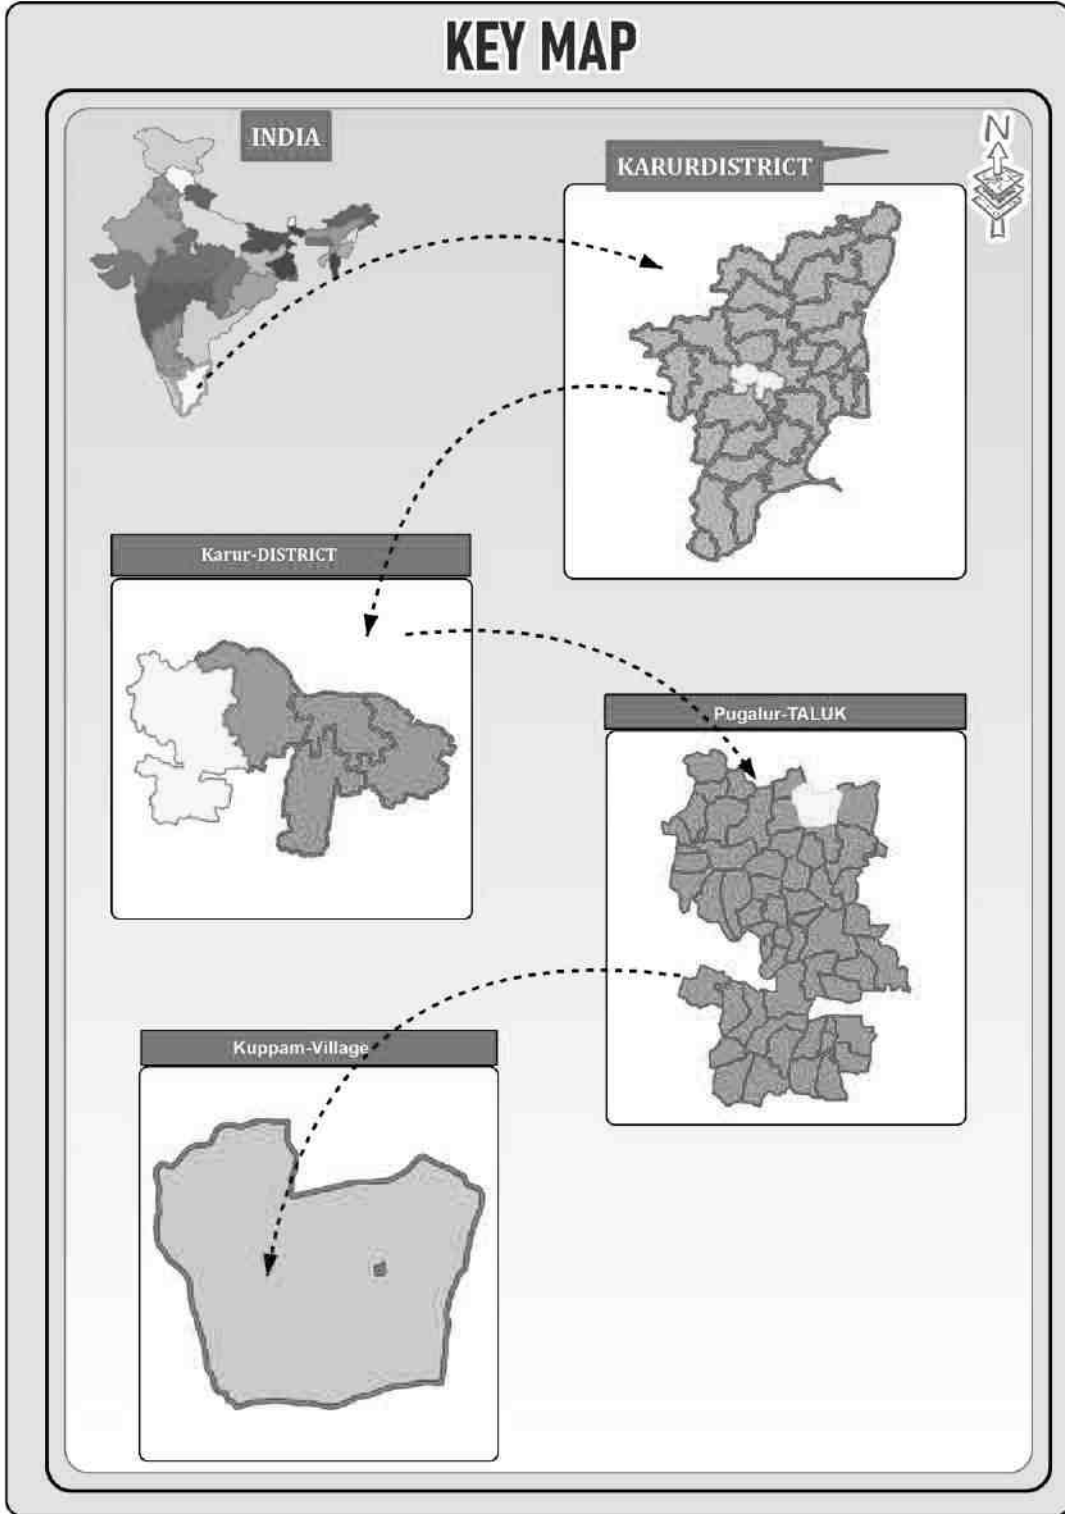 KEY MAP
INDIA
N
KARURDISTRICT
Karur-DISTRICT
Pugalur-TALUK
Kuppam-Village